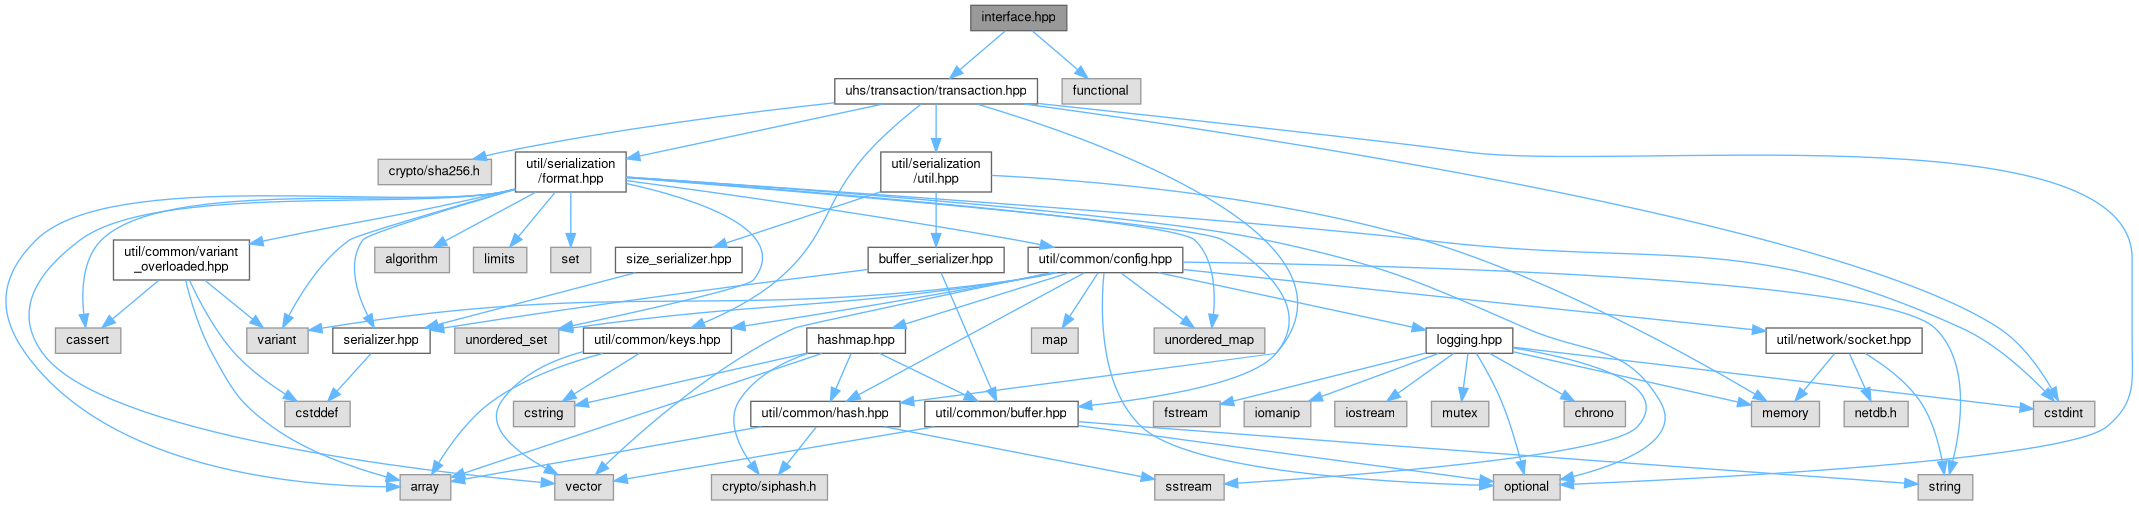 interface.hpp
uhs/transaction/transaction.hpp
functional
crypto/sha256.h
util/serialization
/format.hpp
util/serialization
/util.hpp
util/common/variant
_overloaded.hpp
algorithm
limits
set
size_serializer.hpp
buffer_serializer.hpp
util/common/config.hpp
cassert
variant
serializer.hpp
unordered_set
util/common/keys.hpp
hashmap.hpp
map
unordered_map
logging.hpp
util/network/socket.hpp
cstddef
cstring
util/common/hash.hpp
util/common/buffer.hpp
fstream
iomanip
iostream
mutex
chrono
memory
netdb.h
cstdint
array
vector
crypto/siphash.h
sstream
optional
string